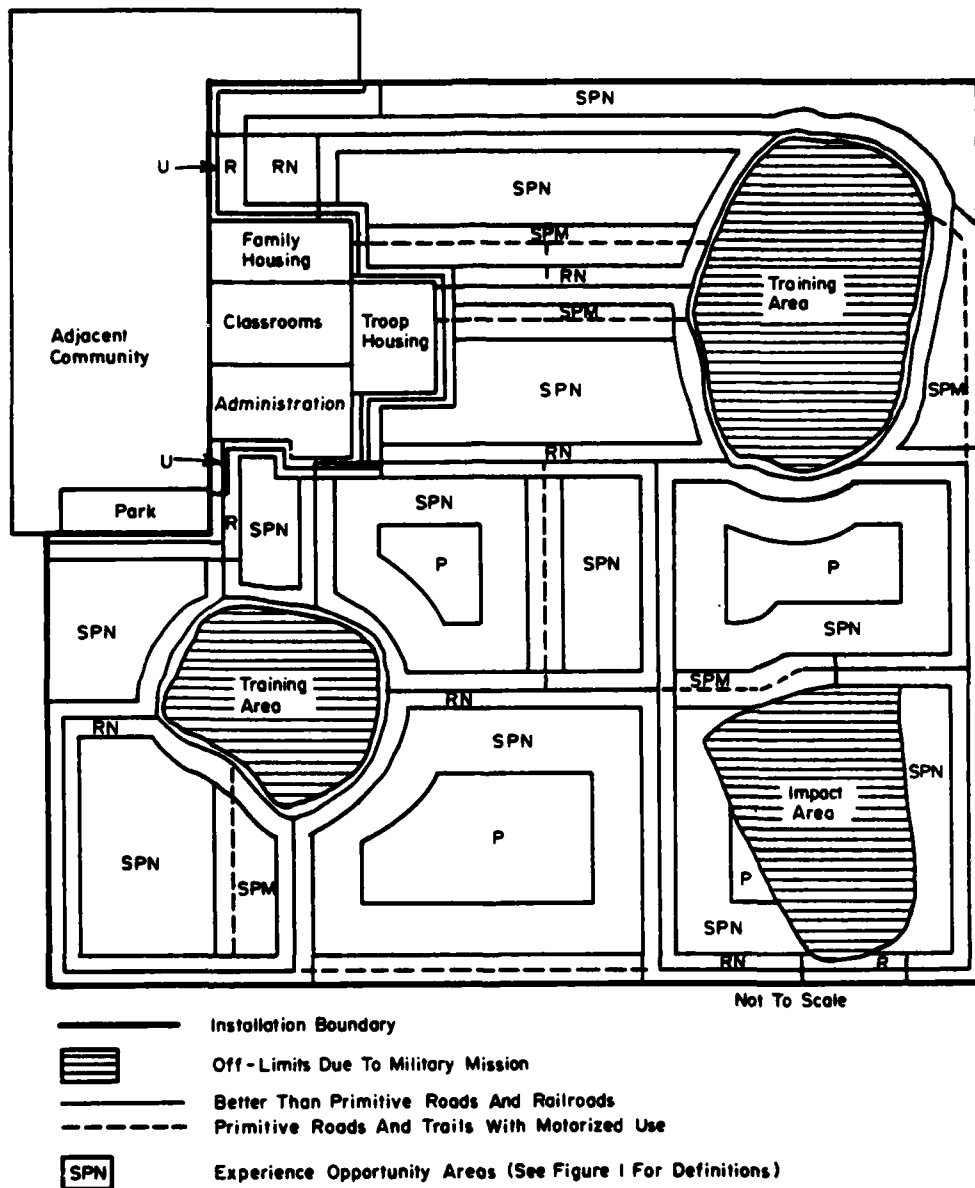 SPN
U
R
RN
SPN
Family
Housing
SPM
RN
Training
Area
Classrooms
Troop
Housing
SPM
Adjacent
Community
SPN
SPM
Administration
RN
U
Park
R
SPN
SPN
P
SPN
P
SPN
SPN
Training
Area
SPM
RN
RN
SPN
SPN
Impact
Area
P
SPN
SPM
P
SPN
RN
R
Not To Scale
Installation Boundary
Off-Limits Due To Military Mission
Better Than Primitive Roads And Railroads
Primitive Roads And Trails With Motorized Use
SPN Experience Opportunity Areas (See Figure 1 For Definitions)